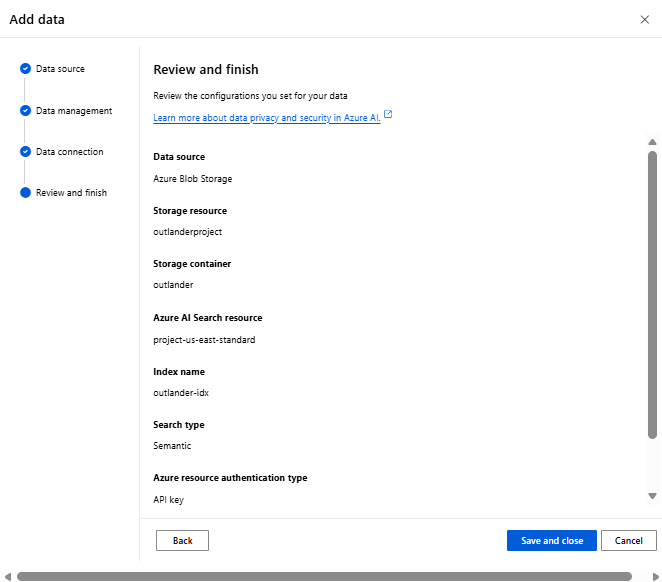 Add data
Data source
Data management
Data connection
Review and finish
Review and finish
Review the configurations you set for your data
Learn more about data privacy and security in Azure AI.
Data source
Azure Blob Storage
Storage resource
outlanderproject
Storage container
outlander
Azure AI Search resource
project-us-east-standard
Index name
outlander-idx
Search type
Semantic
Azure resource authentication type
API key
Back
Save and close
Cancel